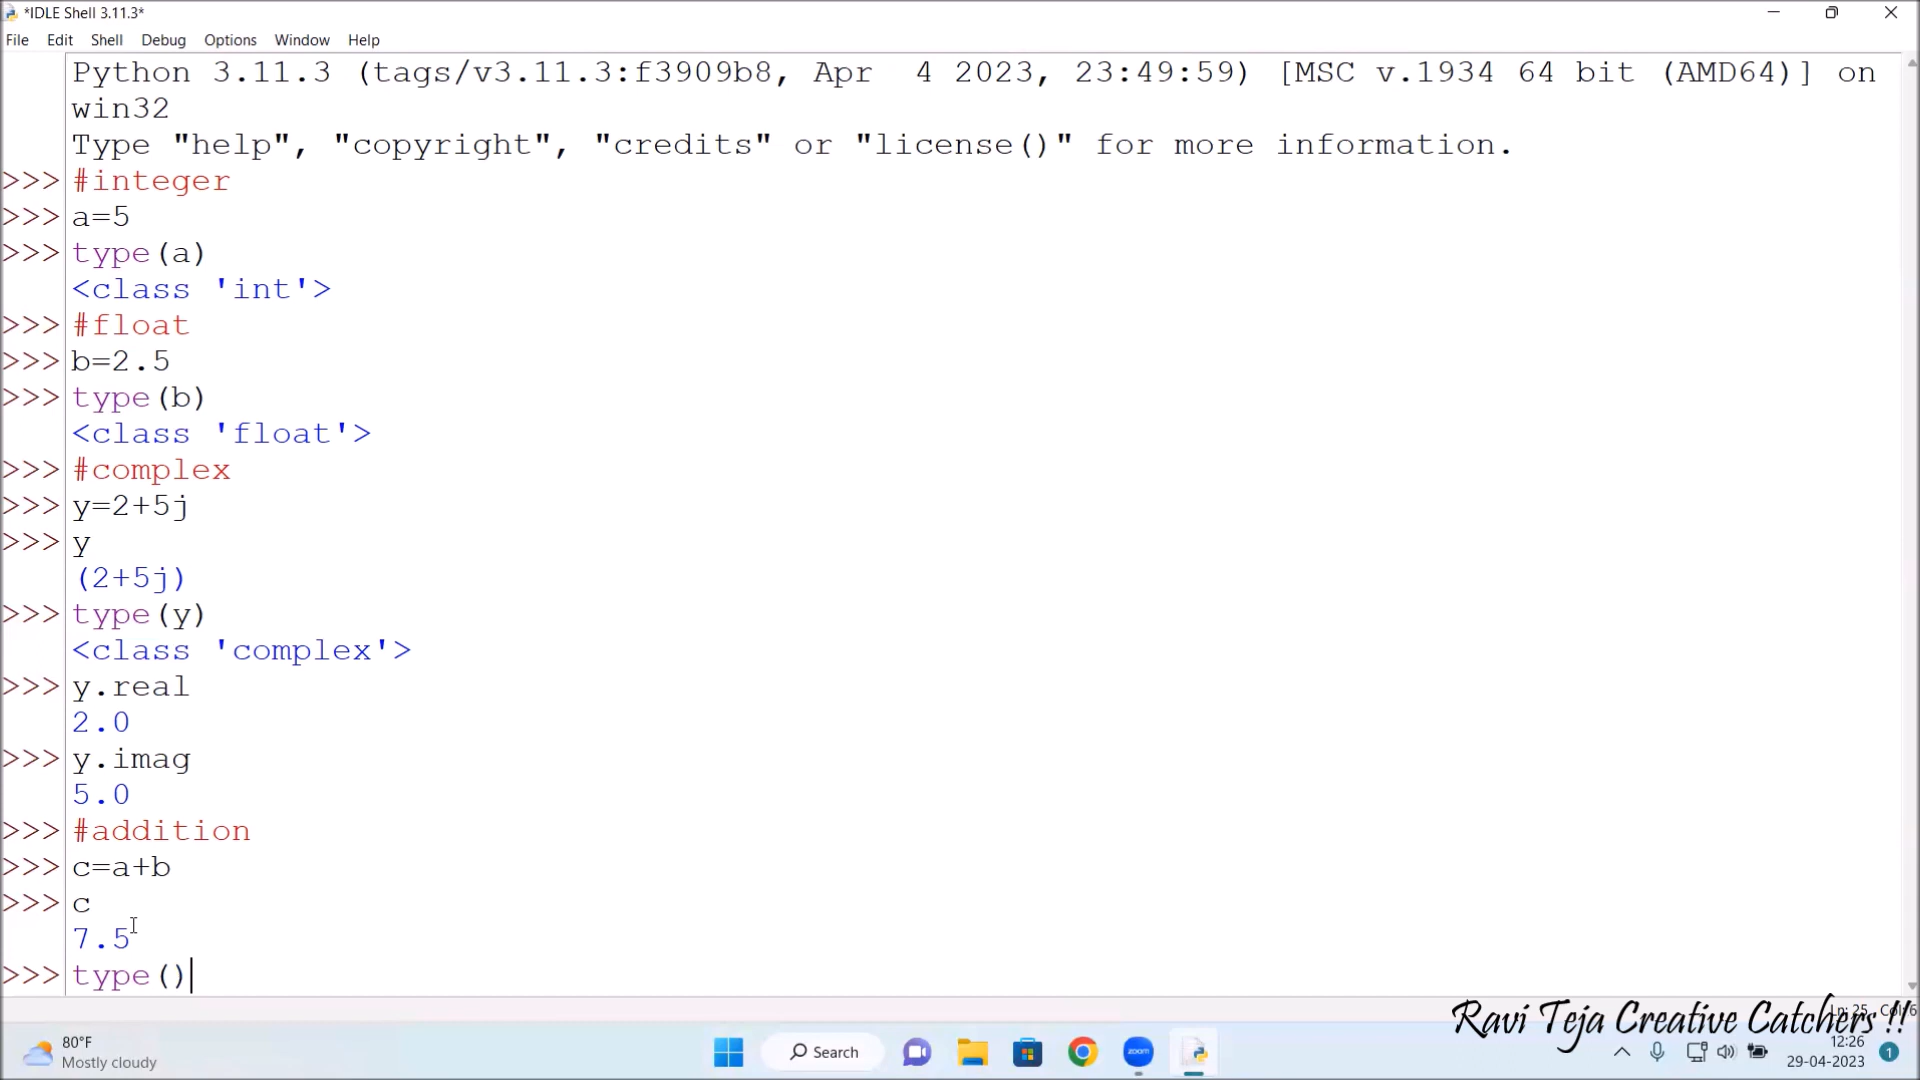 *IDLE Shell 3.11.3*
File Edit Shell Debug Options Window Help
Python 3.11.3 (tags/v3.11.3:f3909b8, Apr  4 2023, 23:49:59) [MSC v.1934 64 bit (AMD64)] on
win32
Type "help", "copyright", "credits" or "license()" for more information.
>>> #integer
>>> a=5
>>> type(a)
<class 'int'>
>>> #float
>>> b=2.5
>>> type(b)
<class 'float'>
>>> #complex
>>> y=2+5j
>>> y
(2+5j)
>>> type(y)
<class 'complex'>
>>> y.real
2.0
>>> y.imag
5.0
>>> #addition
>>> c=a+b
>>> c
7.5
>>> type()
Ravi Teja Creative Catchers !!
80°F
Mostly cloudy
Search
zoom
12:26
29-04-2023
1